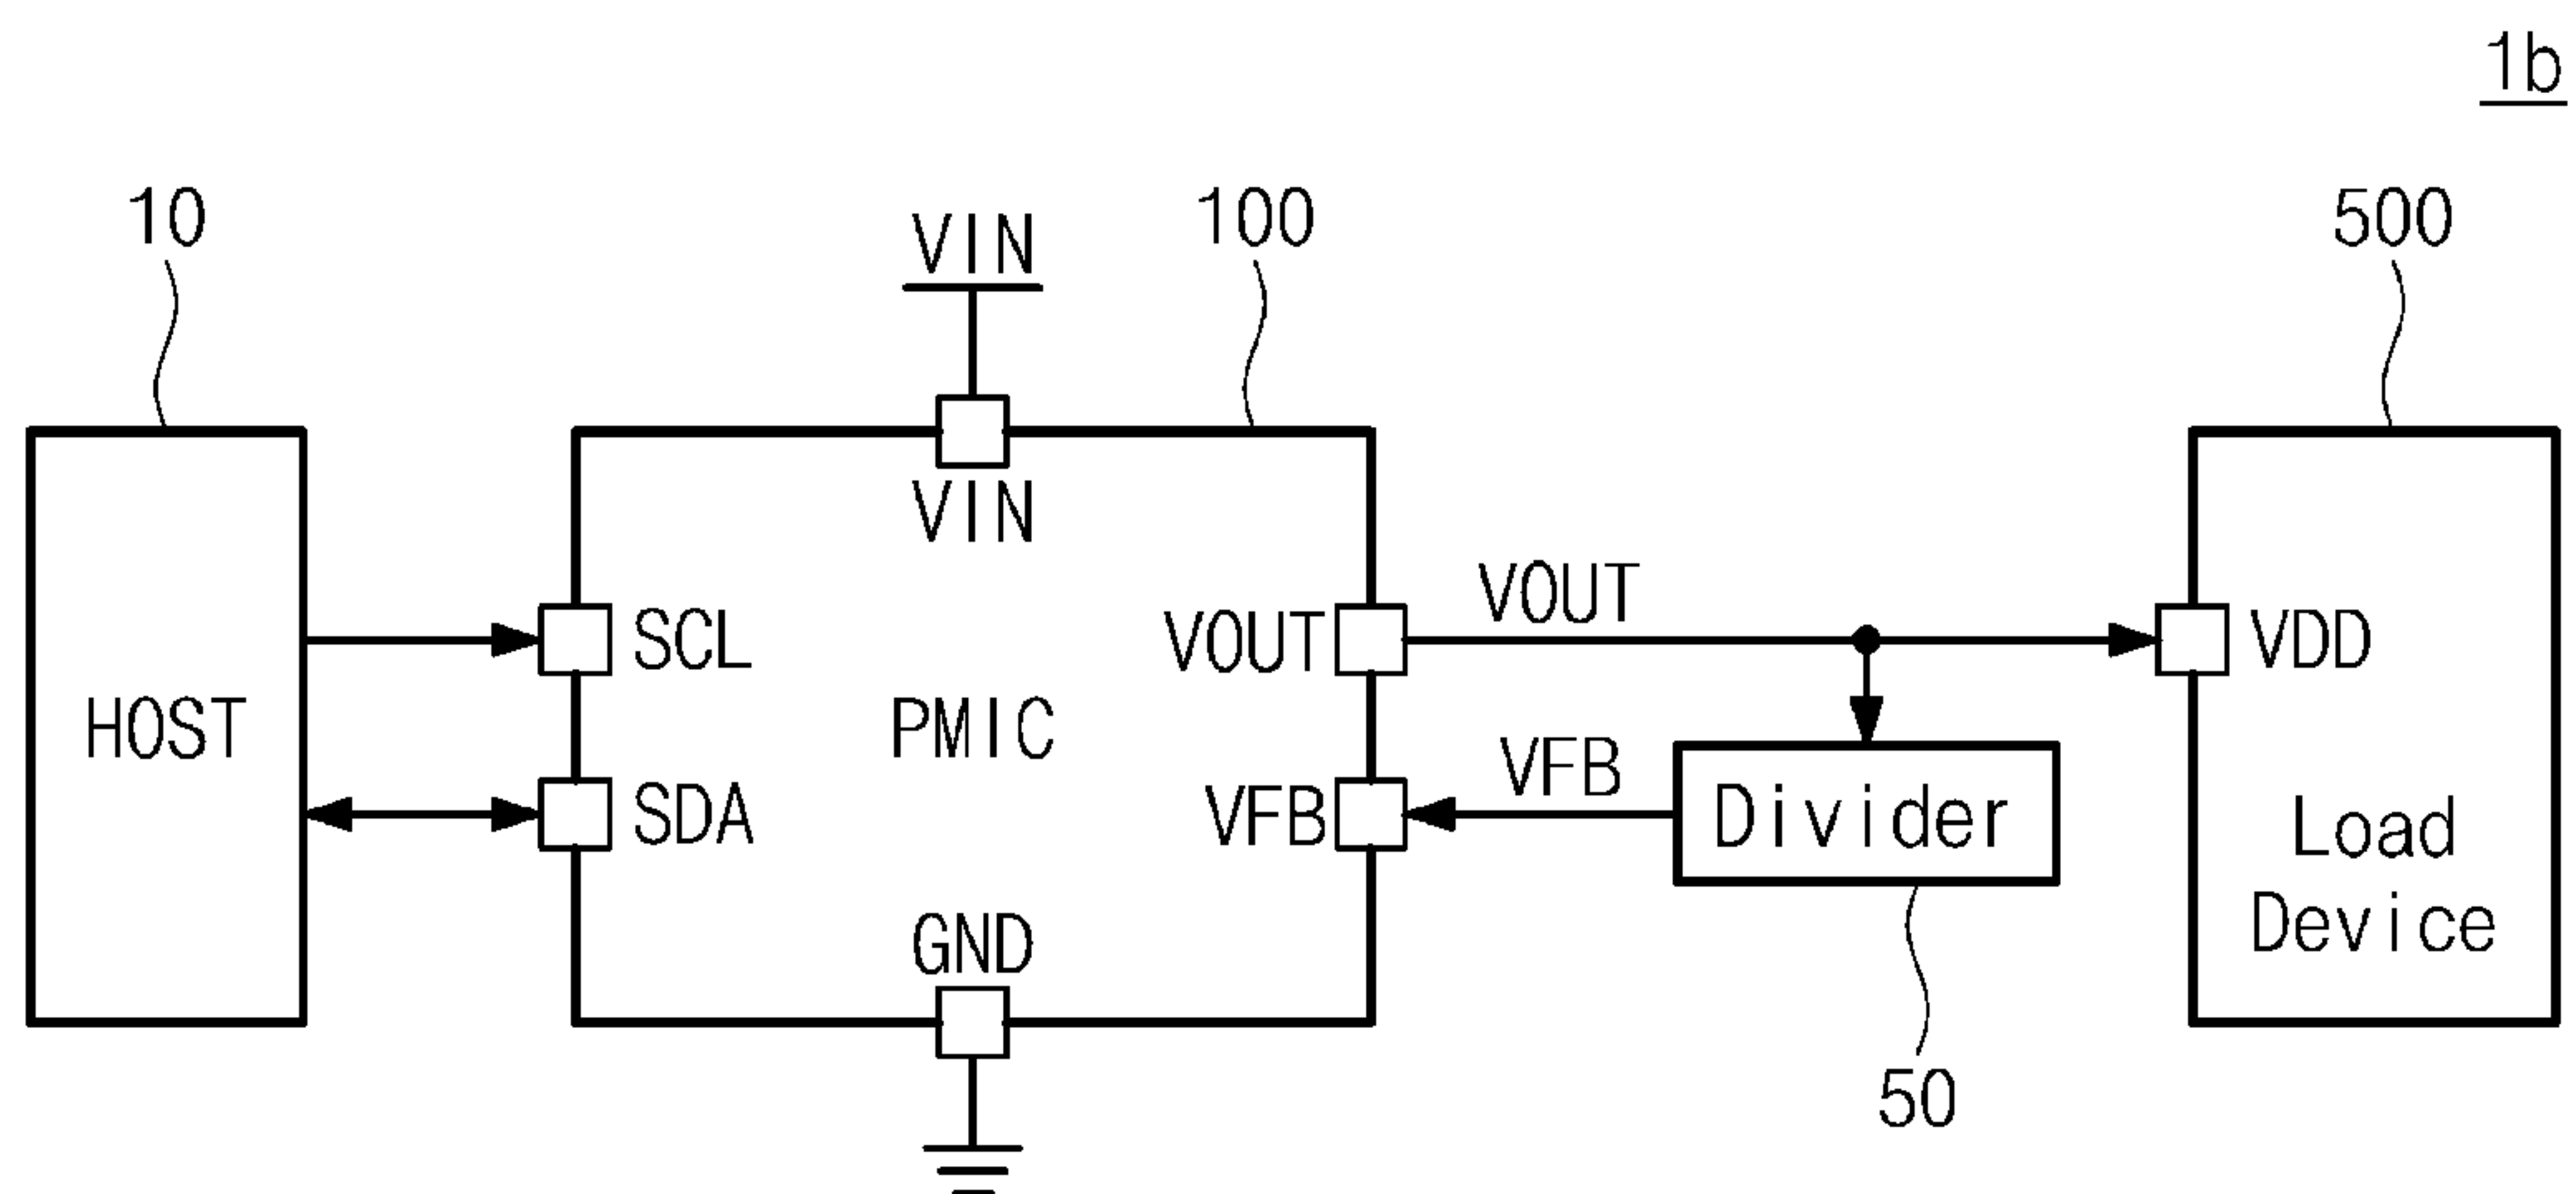 1b
10
VIN
100
500
VIN
SCL
VOUT
VOUT
VDD
HOST
PMIC
SDA
VFB
VFB
Divider
Load
Device
GND
50